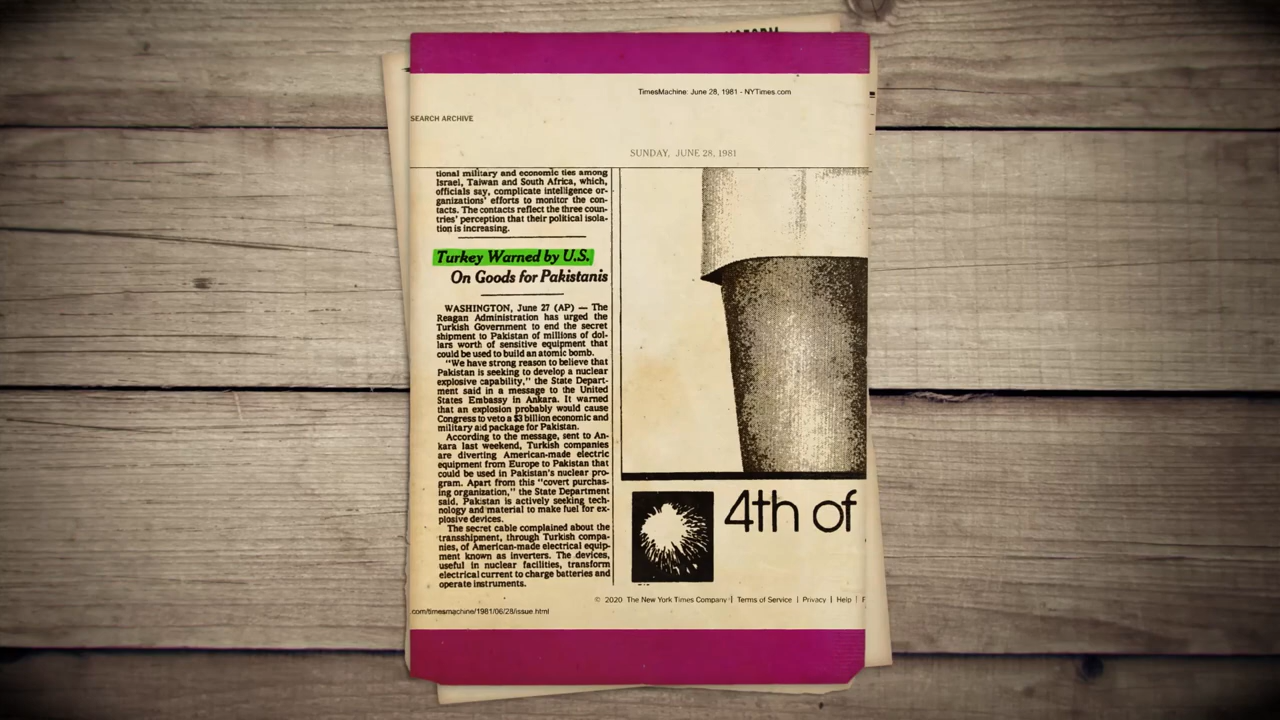 TimesMachine: June 28, 1981 - NYTimes.com
SEARCH ARCHIVE
SUNDAY, JUNE 28, 1981
tional military and economic ties among
Israel, Taiwan and South Africa, which,
officials say, complicate intelligence or-
ganizations' efforts to monitor the con-
tacts. The contacts reflect the three coun-
tries' perception that their political isola-
tion is increasing.
Turkey Warned by U.S.
On Goods for Pakistanis
WASHINGTON, June 27 (AP) — The
Reagan Administration has urged the
Turkish Government to end the secret
shipment to Pakistan of millions of dol-
lars worth of sensitive equipment that
could be used to build an atomic bomb.
"We have strong reason to believe that
Pakistan is seeking to develop a nuclear
explosive capability," the State Depart-
ment said in a message to the United
States Embassy in Ankara. It warned
that an explosion probably would cause
Congress to veto a $3 billion economic and
military aid package for Pakistan.
According to the message, sent to An-
kara last weekend, Turkish companies
are diverting American-made electric
equipment from Europe to Pakistan that
could be used in Pakistan's nuclear pro-
gram. Apart from this "covert purchas-
ing organization," the State Department
said, Pakistan is actively seeking tech-
nology and material to make fuel for ex-
plosive devices.
The secret cable complained about the
transshipment, through Turkish compa-
nies, of American-made electrical equip-
ment known as inverters. The devices,
useful in nuclear facilities, transform
electrical current to charge batteries and
operate instruments.
4th of
© 2020 The New York Times Company | Terms of Service | Privacy | Help | F
.com/timesmachine/1981/06/28/issue.html